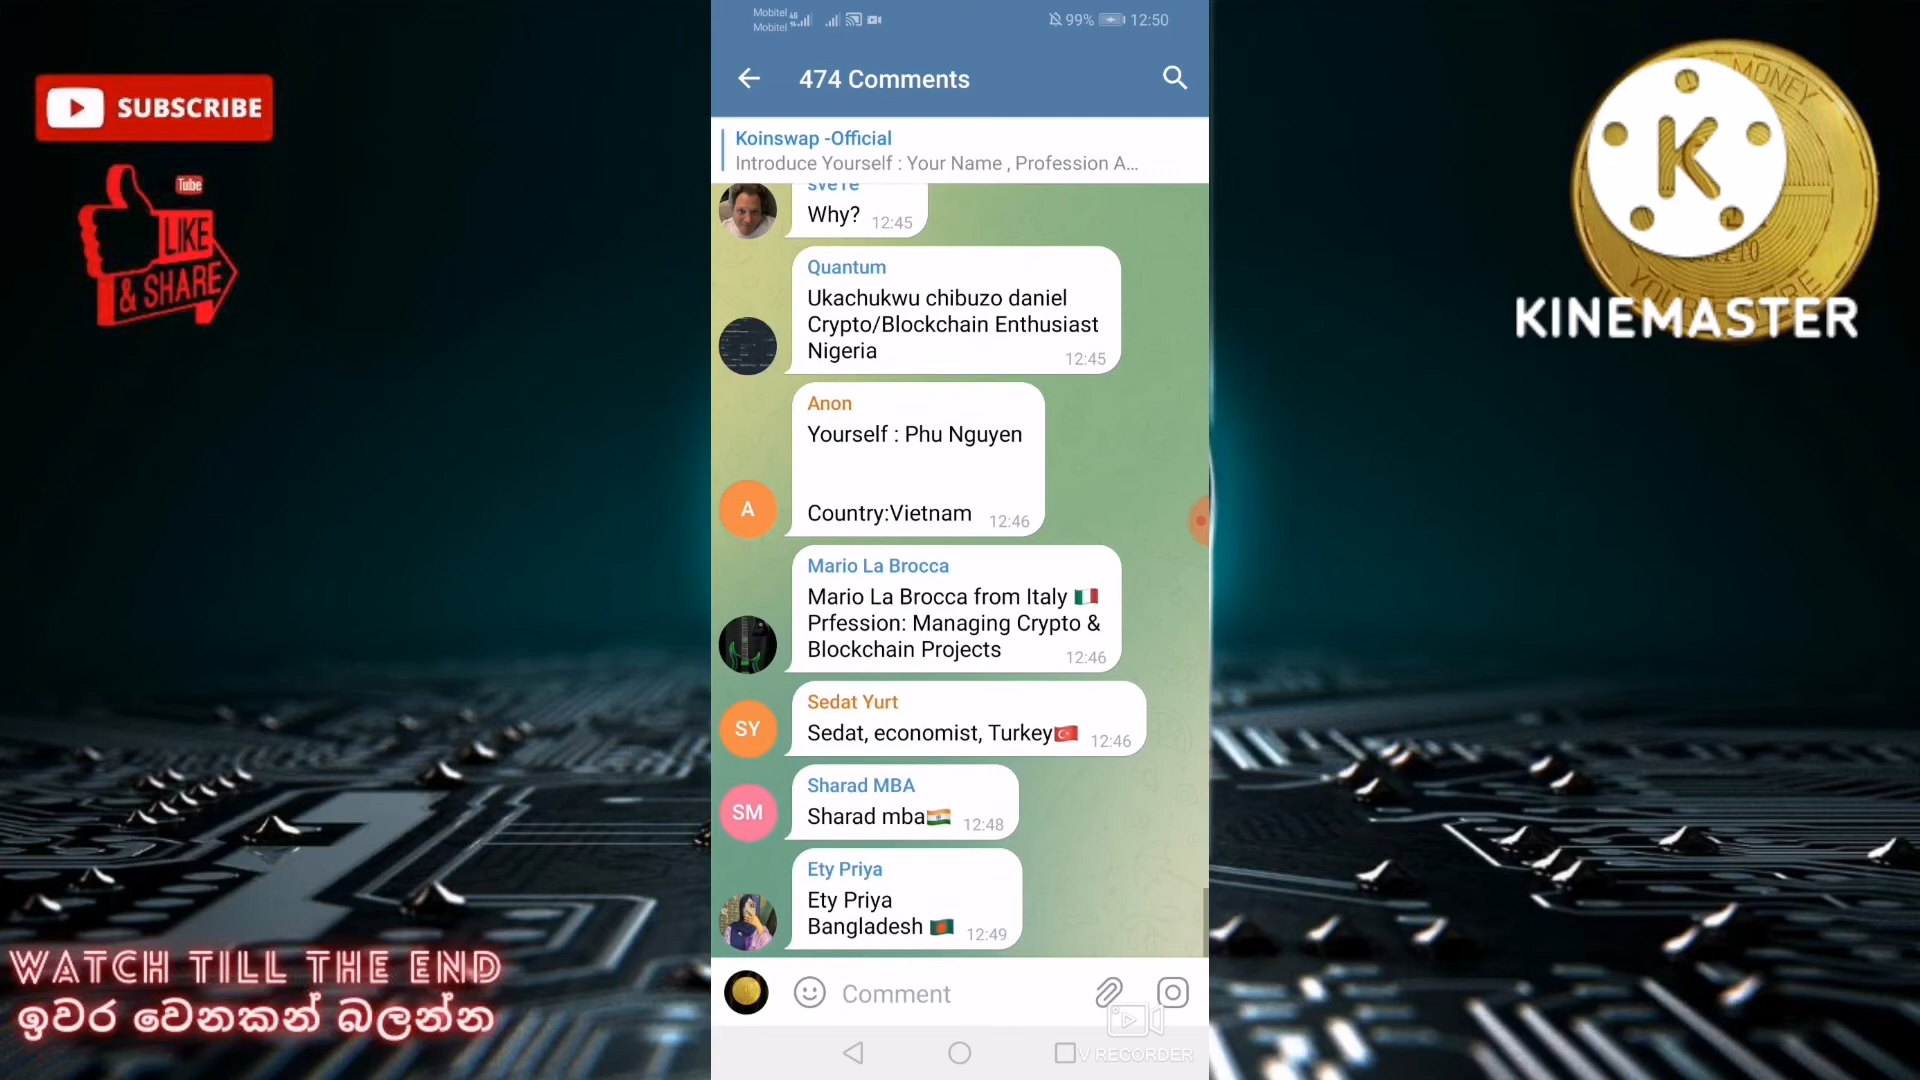 SUBSCRIBE
Tube
LIKE
& SHARE
WATCH TILL THE END
ඉවර වෙනකන් බලන්න
Mobitel 4G
Mobitel
99% 12:50
474 Comments
Koinswap -Official
Introduce Yourself : Your Name , Profession A...
sveTe
Why? 12:45
Quantum
Ukachukwu chibuzo daniel
Crypto/Blockchain Enthusiast
Nigeria 12:45
Anon
Yourself : Phu Nguyen
A
Country:Vietnam 12:46
Mario La Brocca
Mario La Brocca from Italy
Prfession: Managing Crypto &
Blockchain Projects 12:46
Sedat Yurt
SY
Sedat, economist, Turkey 12:46
Sharad MBA
SM
Sharad mba 12:48
Ety Priya
Ety Priya
Bangladesh 12:49
Comment
V RECORDER
MONEY
K
KINEMASTER